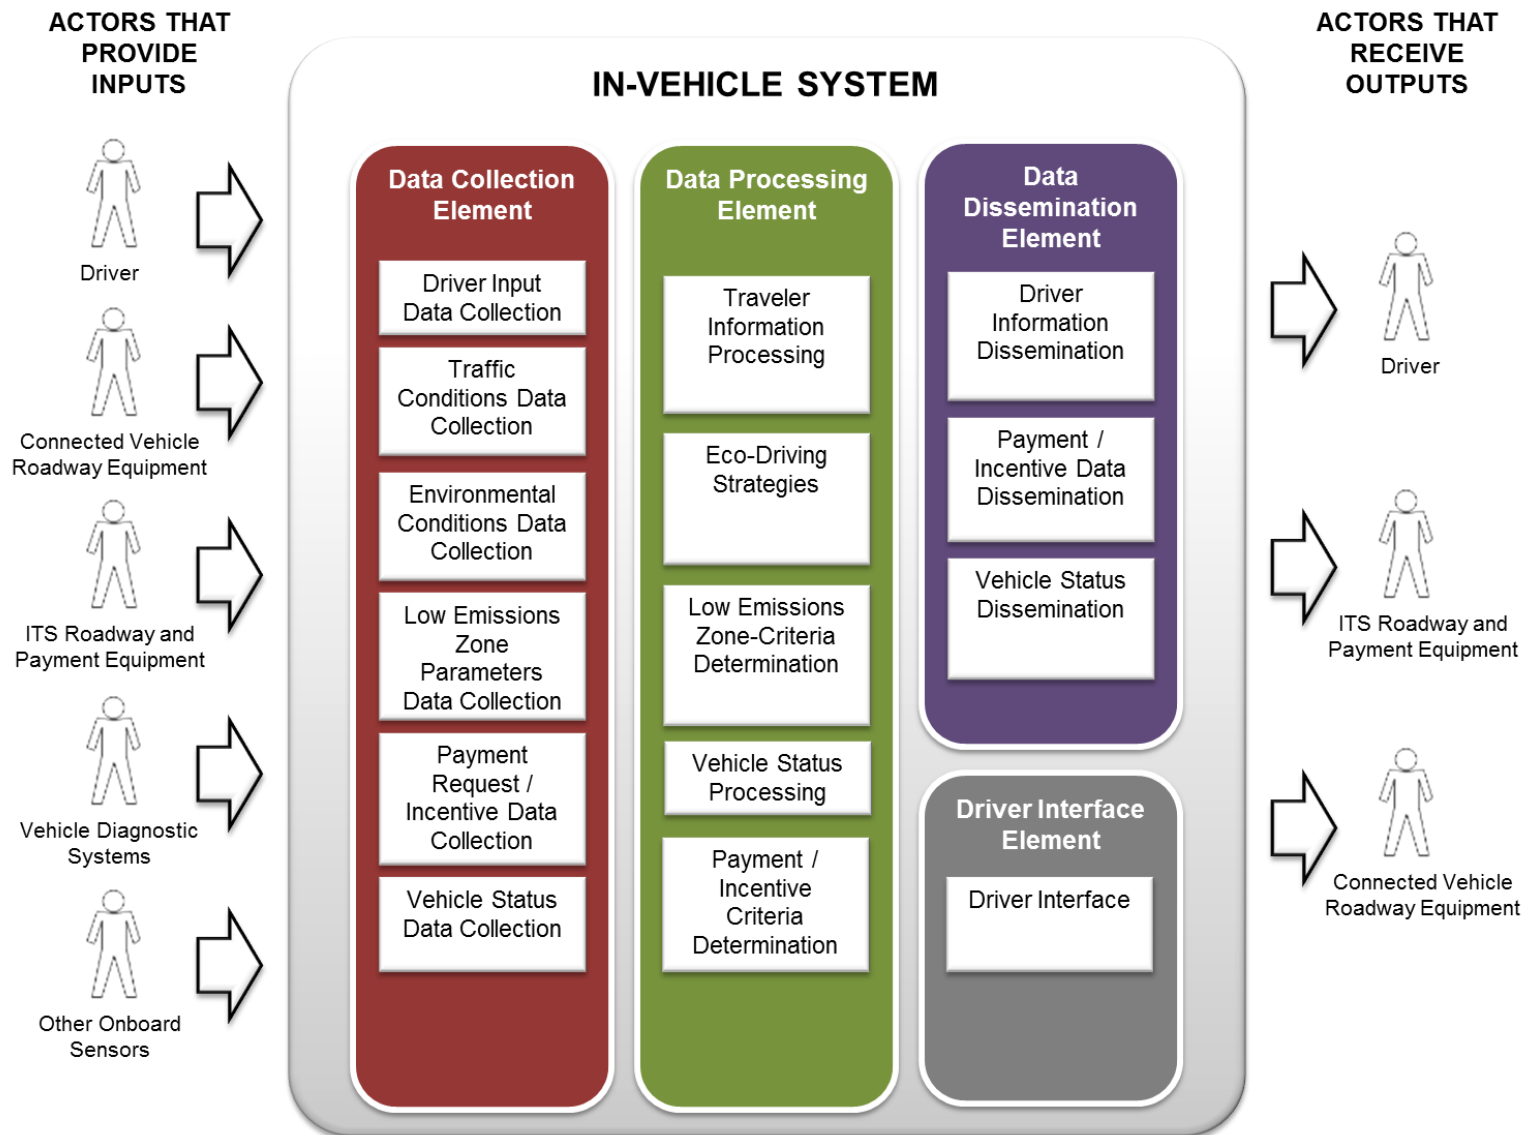 ACTORS THAT
PROVIDE
INPUTS
Driver
Connected Vehicle
Roadway Equipment
ITS Roadway and
Payment Equipment
Vehicle Diagnostic
Systems
Other Onboard
Sensors
IN-VEHICLE SYSTEM
Data Collection
Element
Driver Input
Data Collection
Traffic
Conditions Data
Collection
Environmental
Conditions Data
Collection
Low Emissions
Zone
Parameters
Data Collection
Payment
Request /
Incentive Data
Collection
Vehicle Status
Data Collection
Data Processing
Element
Traveler
Information
Processing
Eco-Driving
Strategies
Low Emissions
Zone-Criteria
Determination
Vehicle Status
Processing
Payment /
Incentive
Criteria
Determination
Data
Dissemination
Element
Driver
Information
Dissemination
Payment /
Incentive Data
Dissemination
Vehicle Status
Dissemination
Driver Interface
Element
Driver Interface
ACTORS THAT
RECEIVE
OUTPUTS
Driver
ITS Roadway and
Payment Equipment
Connected Vehicle
Roadway Equipment